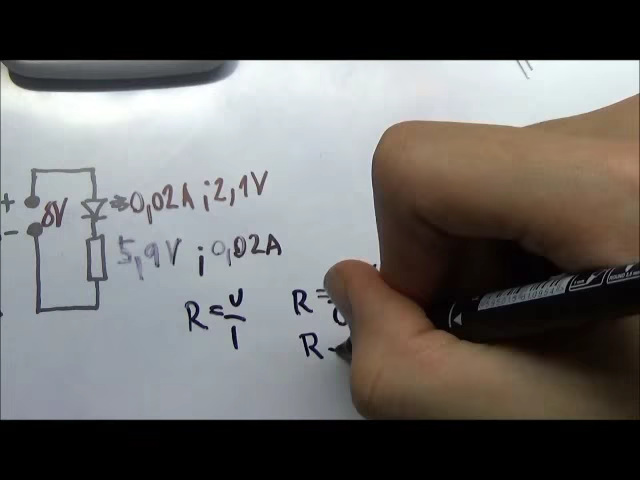 +
8V
-
0,02A i 2,1V
5,9V i 0,02A
R = U/I
R =
R -